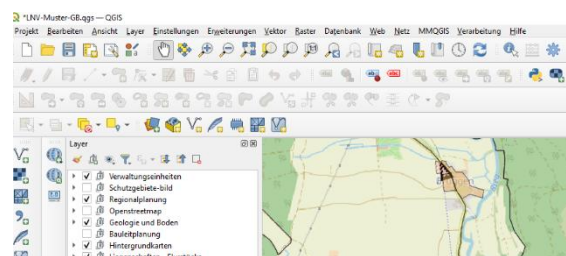 *LNV-Muster-GB.qgs — QGIS
Projekt Bearbeiten Ansicht Layer Einstellungen Erweiterungen Vektor Raster Datenbank Web Netz MMQGIS Verarbeitung Hilfe
Layer
Verwaltungseinheiten
Schutzgebiete-bild
Regionalplanung
Openstreetmap
Geologie und Boden
Bauleitplanung
Hintergrundkarten